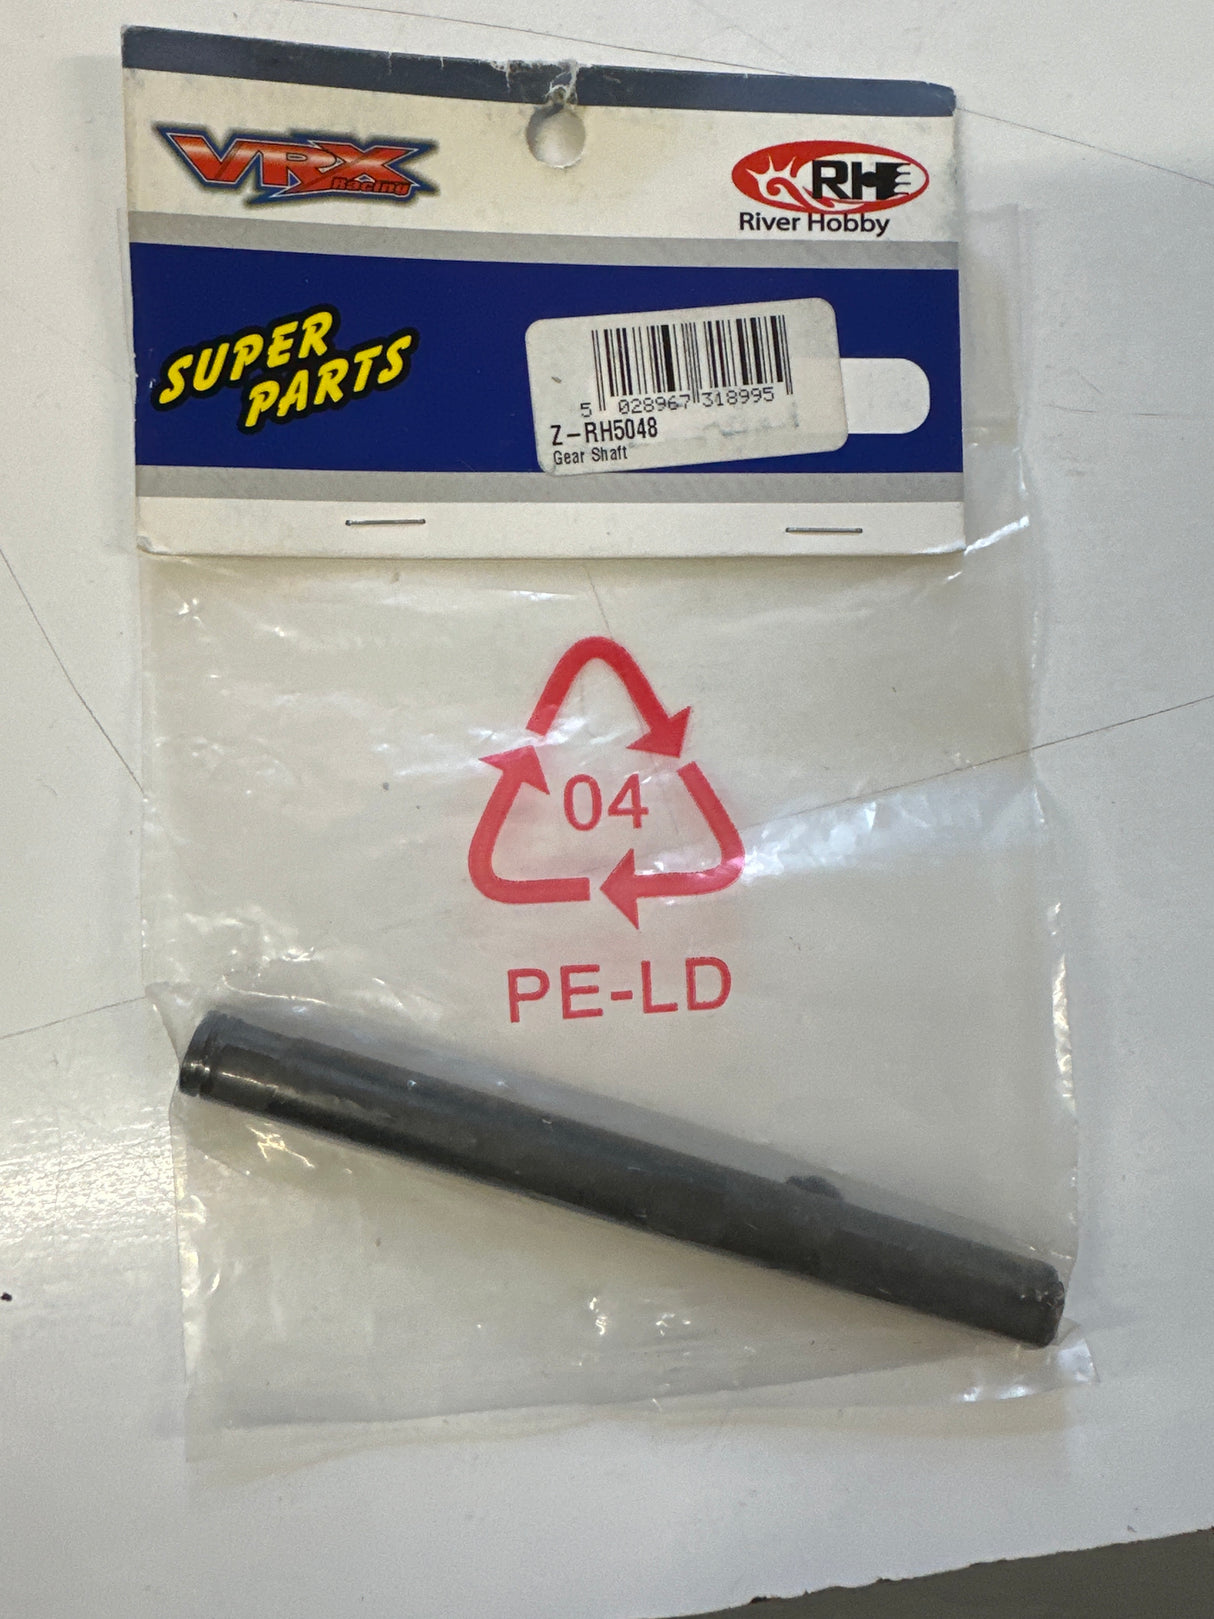 VRX
Racing
RH
River Hobby
SUPER
PARTS
5 028967 318995
Z-RH5048
Gear Shaft
04
PE-LD